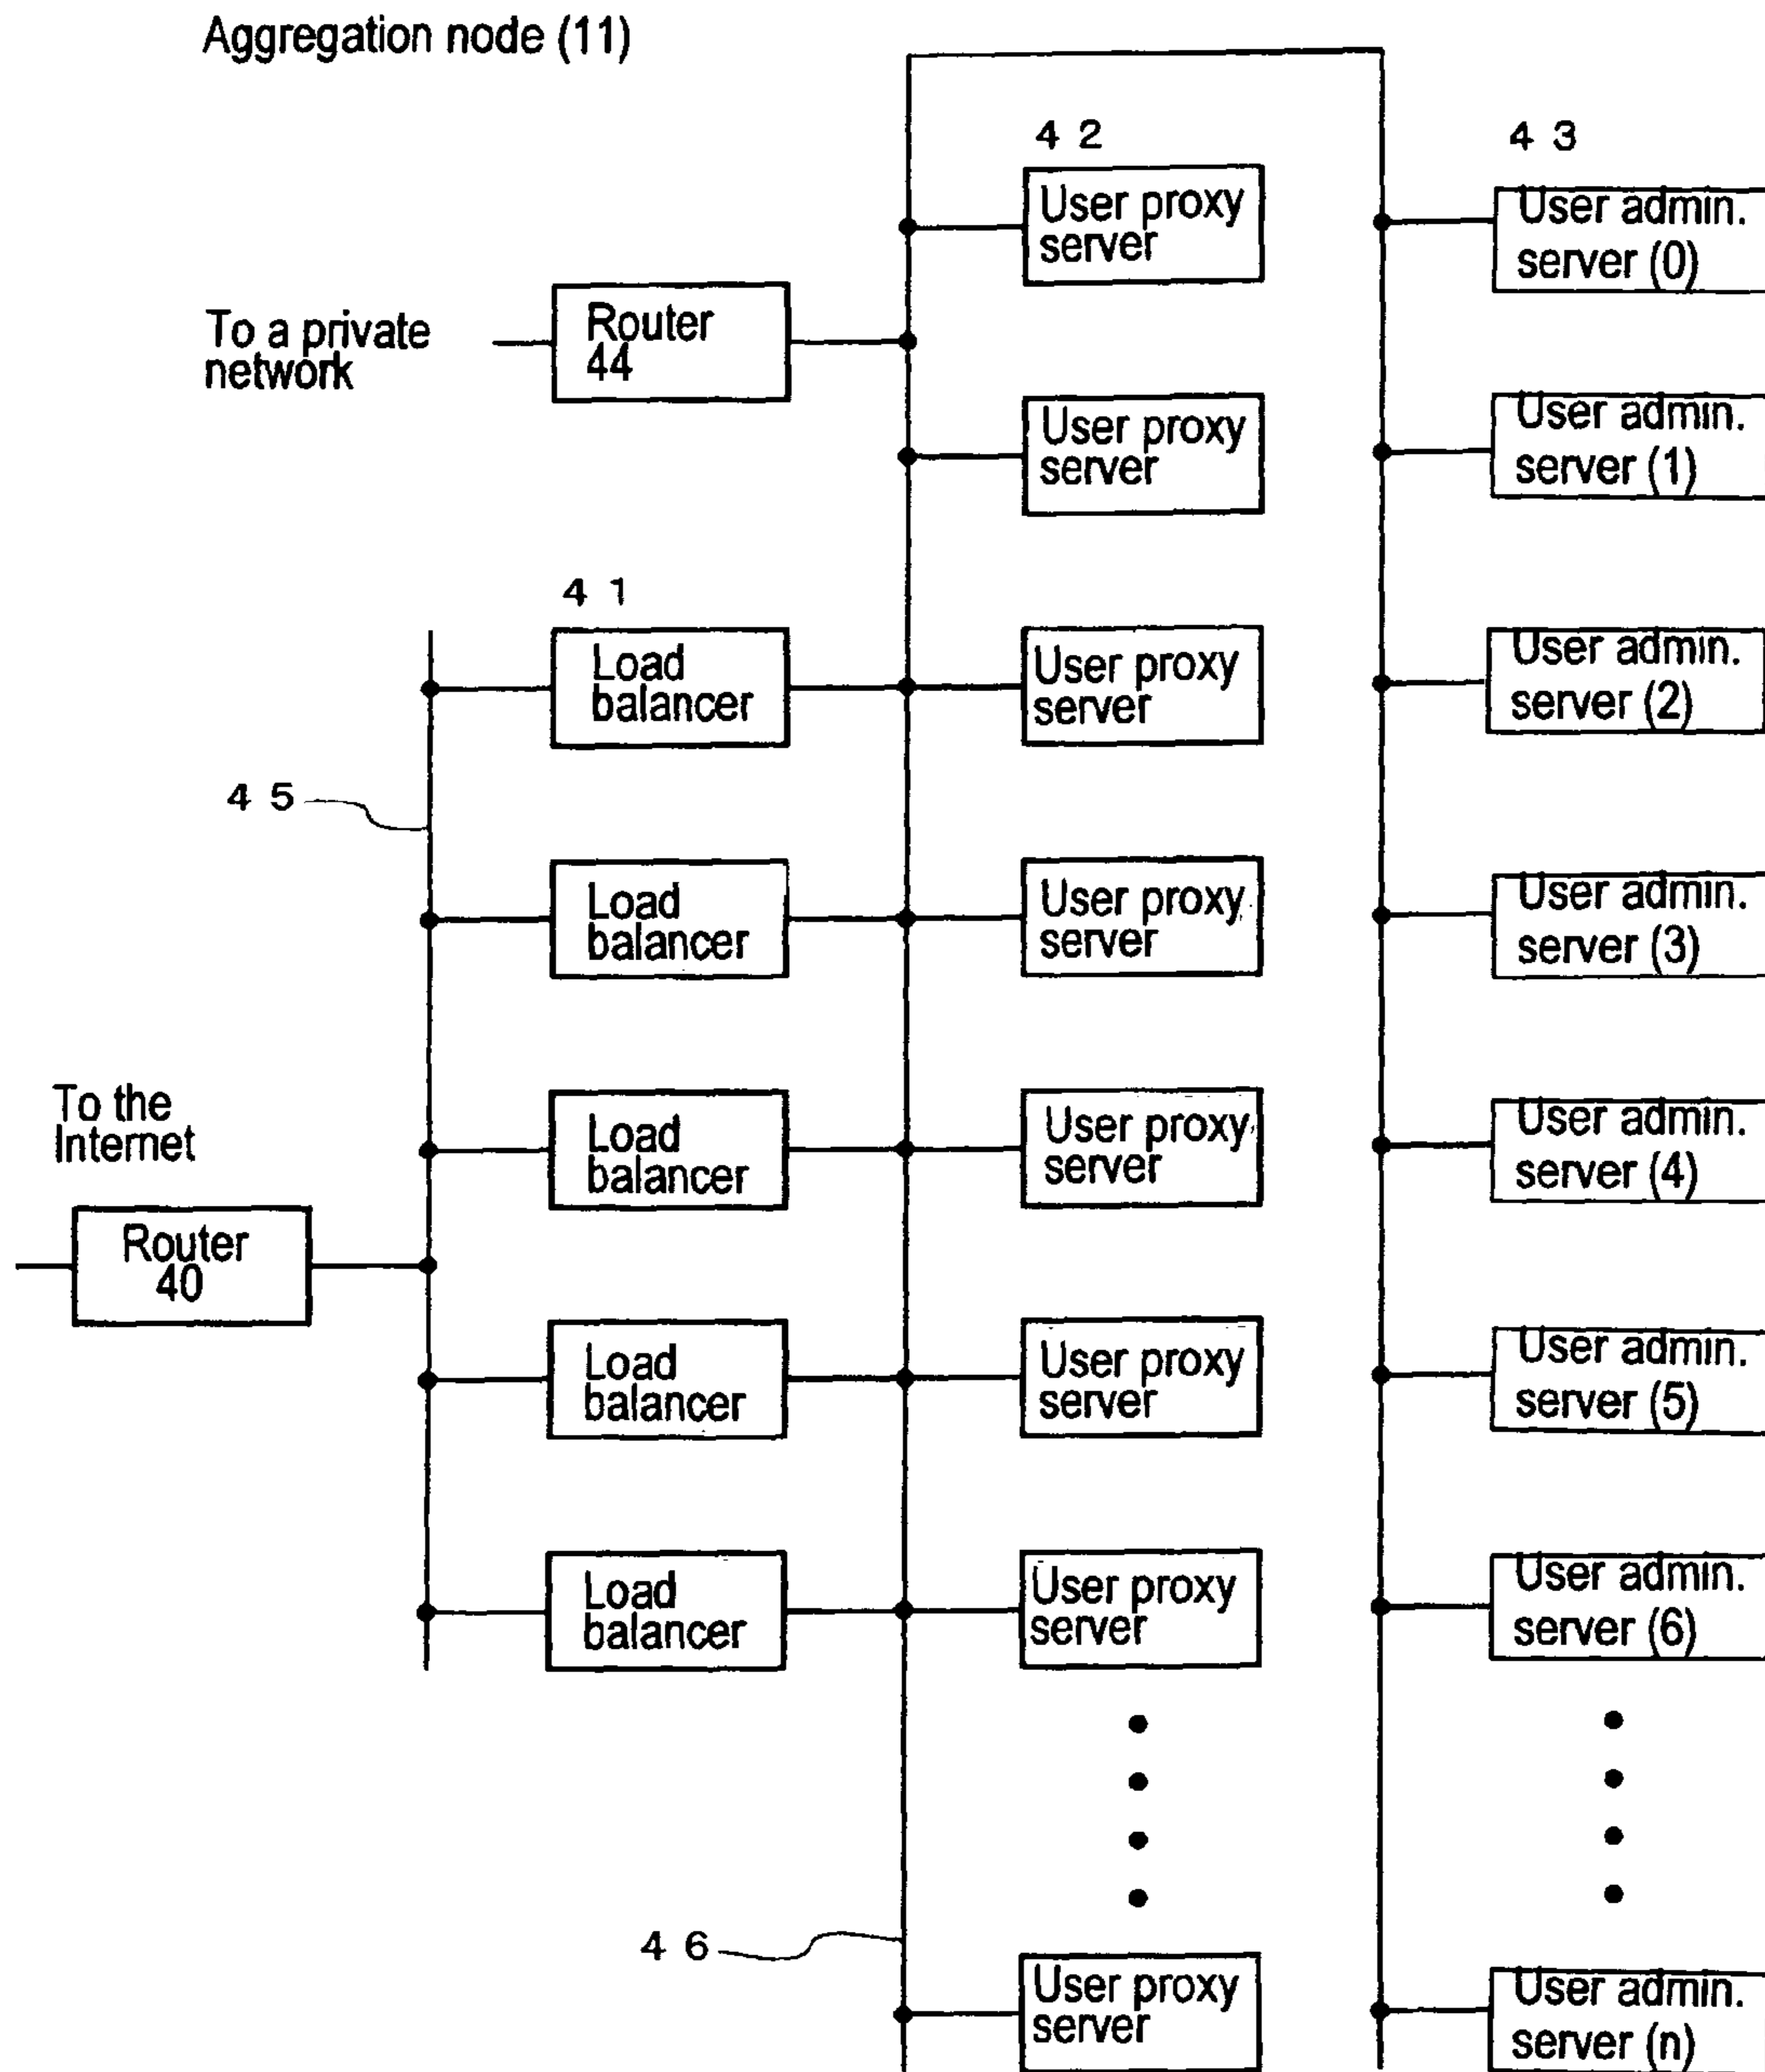 Aggregation node (11)
4 2
4 3
User proxy
server
User admin.
server (0)
To a private
network
Router
44
User proxy
server
User admin.
server (1)
4 1
Load
balancer
User proxy
server
User admin.
server (2)
4 5
Load
balancer
User proxy
server
User admin.
server (3)
To the
Internet
Load
balancer
User proxy
server
User admin.
server (4)
Router
40
Load
balancer
User proxy
server
User admin.
server (5)
Load
balancer
User proxy
server
User admin.
server (6)
4 6
User proxy
server
User admin.
server (n)